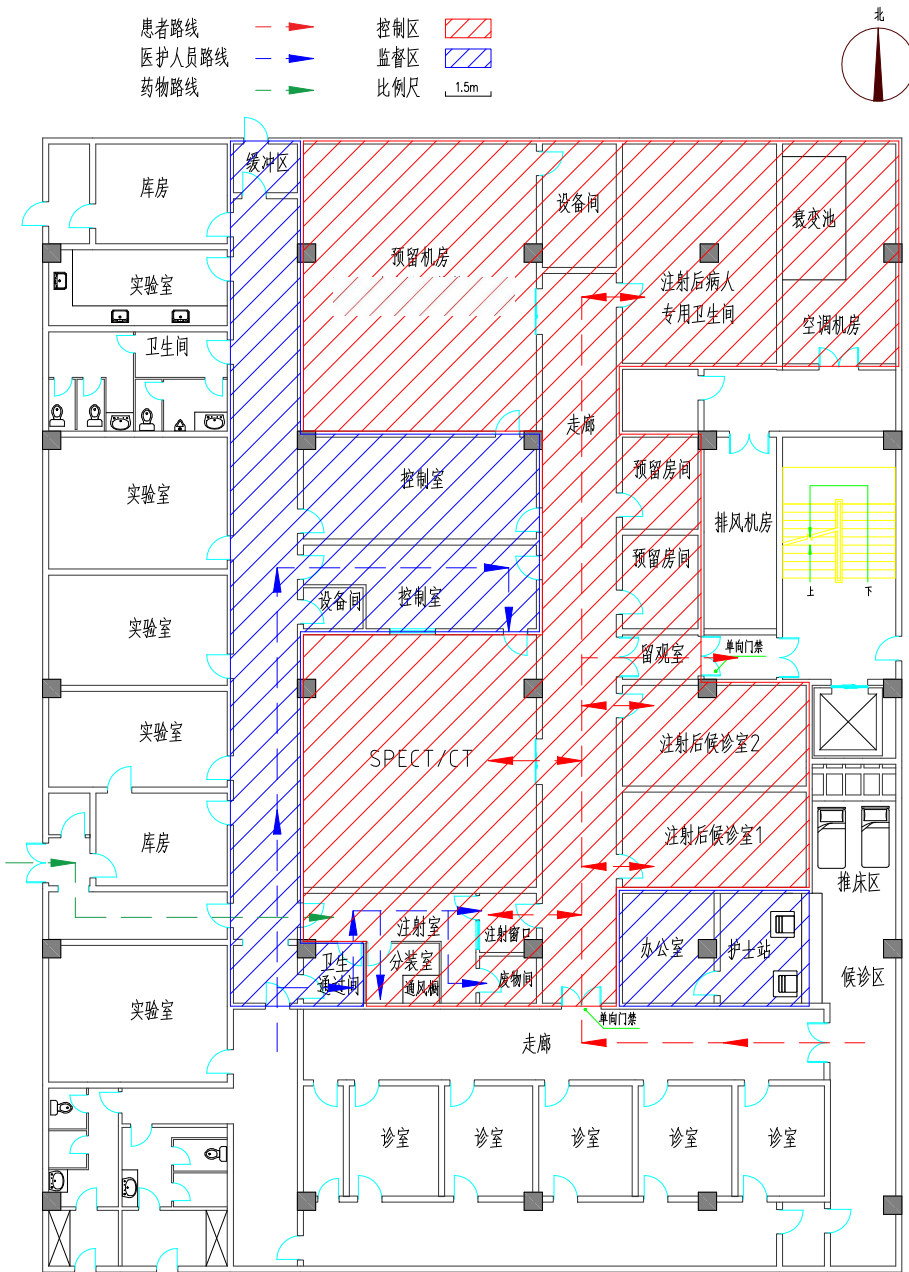 北
患者路线
控制区
医护人员路线
监督区
药物路线
比例尺
1.5m
缓冲区
库房
设备间
衰变池
预留机房
实验室
注射后病人
专用卫生间
空调机房
卫生间
走廊
控制室
预留房间
实验室
排风机房
预留房间
设备间
控制室
上
下
实验室
留观室
单向门禁
实验室
SPECT/CT
注射后候诊室2
库房
注射后候诊室1
推床区
注射室
注射窗口
办公室
护士站
卫生
通过间
分装室
通风橱
废物间
候诊区
实验室
单向门禁
走廊
诊室
诊室
诊室
诊室
诊室